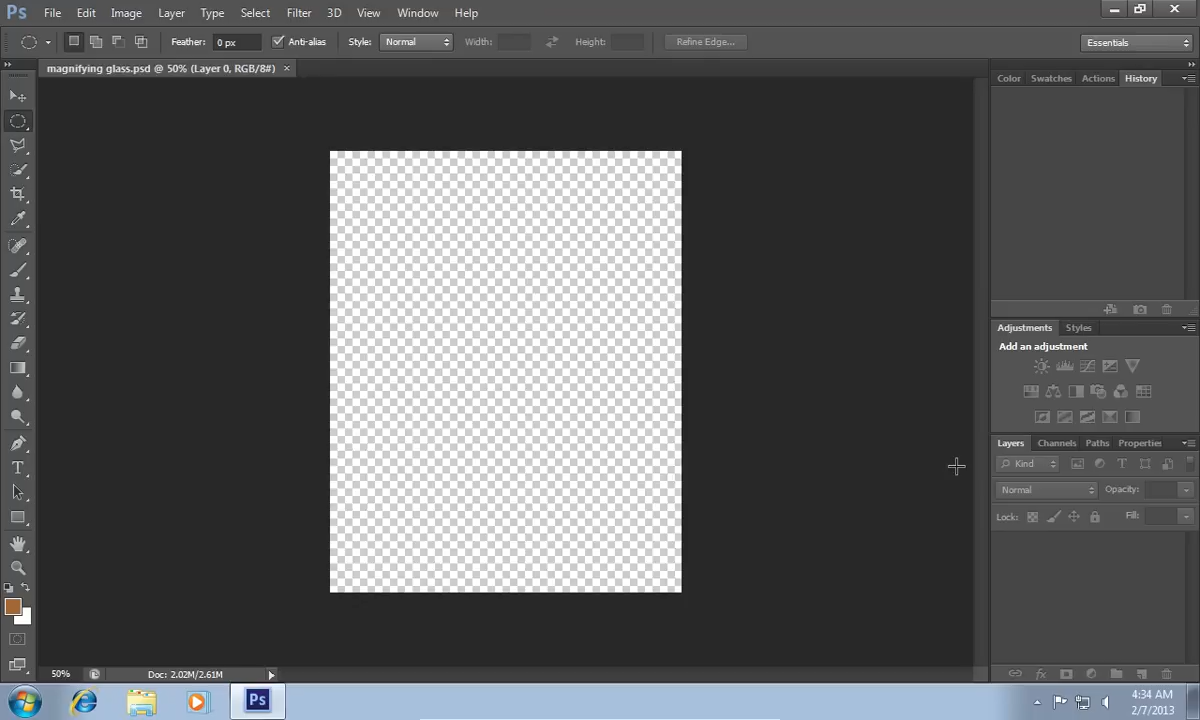 Ps File Edit Image Layer Type Select Filter 3D View Window Help
Feather: 0 px Anti-alias Style: Normal Width: Height: Refine Edge... Essentials
magnifying glass.psd @ 50% (Layer 0, RGB/8#) ×
Color Swatches Actions History
Adjustments Styles
Add an adjustment
Layers Channels Paths Properties
Kind
Normal Opacity:
Lock: Fill:
T
50% Doc: 2.02M/2.61M
Ps
4:34 AM
2/7/2013